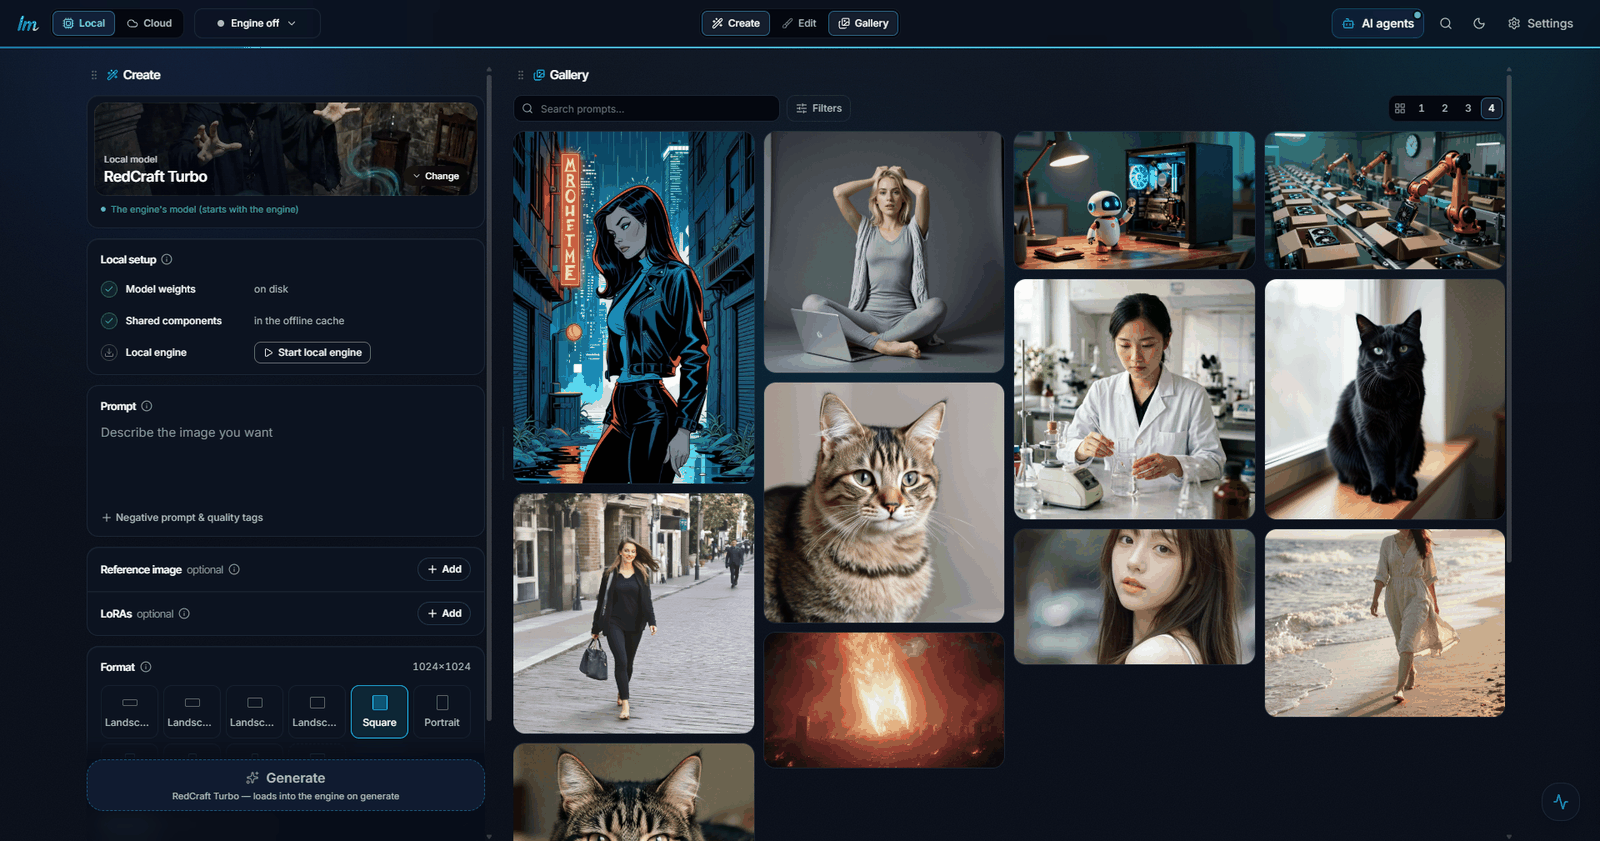 lm
Local
Cloud
Engine off
Create
Edit
Gallery
AI agents
Settings
Create
Local model
RedCraft Turbo
Change
The engine's model (starts with the engine)
Local setup
Model weights
on disk
Shared components
in the offline cache
Local engine
Start local engine
Prompt
Describe the image you want
+ Negative prompt & quality tags
Reference image optional
+ Add
LoRAs optional
+ Add
Format
1024×1024
Landsc...
Landsc...
Landsc...
Landsc...
Square
Portrait
Generate
RedCraft Turbo — loads into the engine on generate
Gallery
Search prompts...
Filters
1
2
3
4
MROHETME